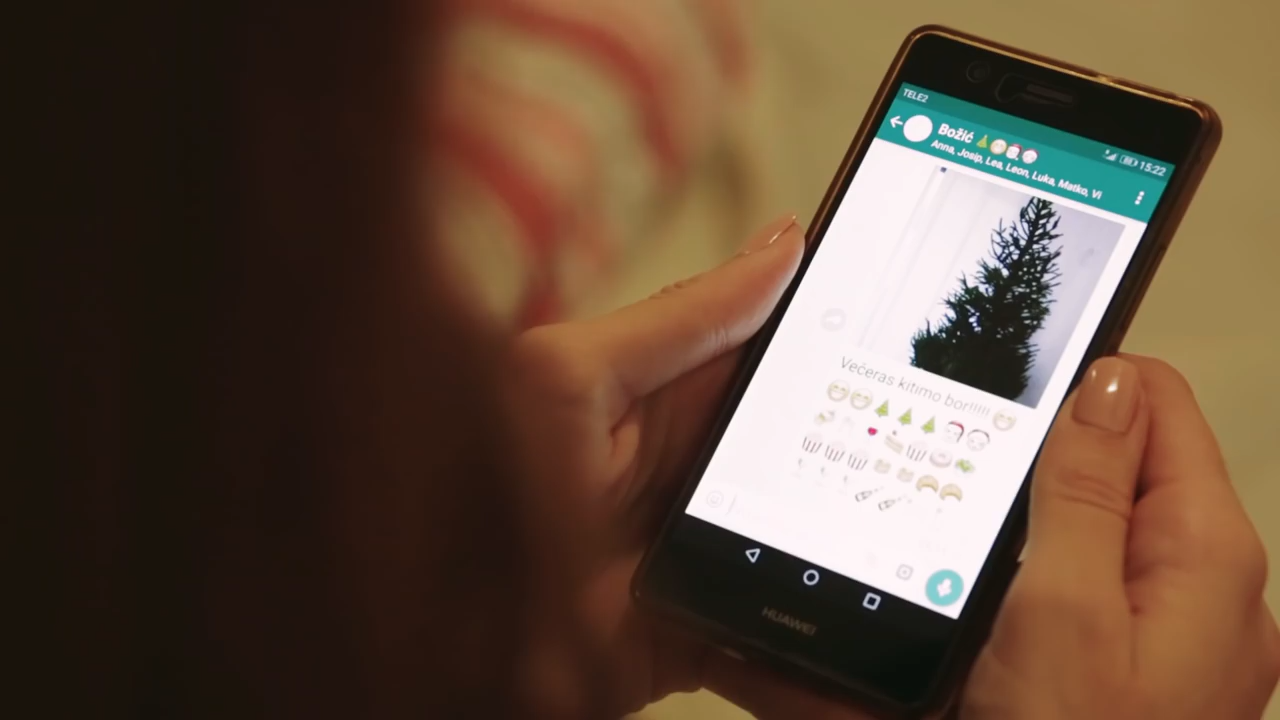 TELE2
15:22
Božić
Anna, Josip, Lea, Leon, Luka, Matko, Vi
Večeras kitimo bor!!!!!
HUAWEI